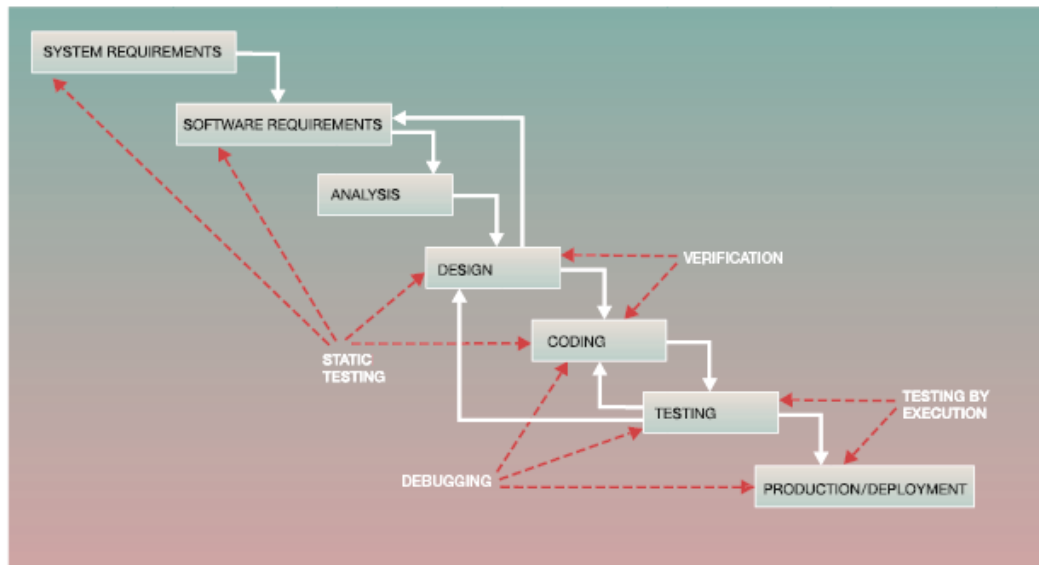 SYSTEM REQUIREMENTS
SOFTWARE REQUIREMENTS
ANALYSIS
DESIGN
VERIFICATION
CODING
STATIC
TESTING
TESTING
TESTING BY
EXECUTION
DEBUGGING
PRODUCTION/DEPLOYMENT